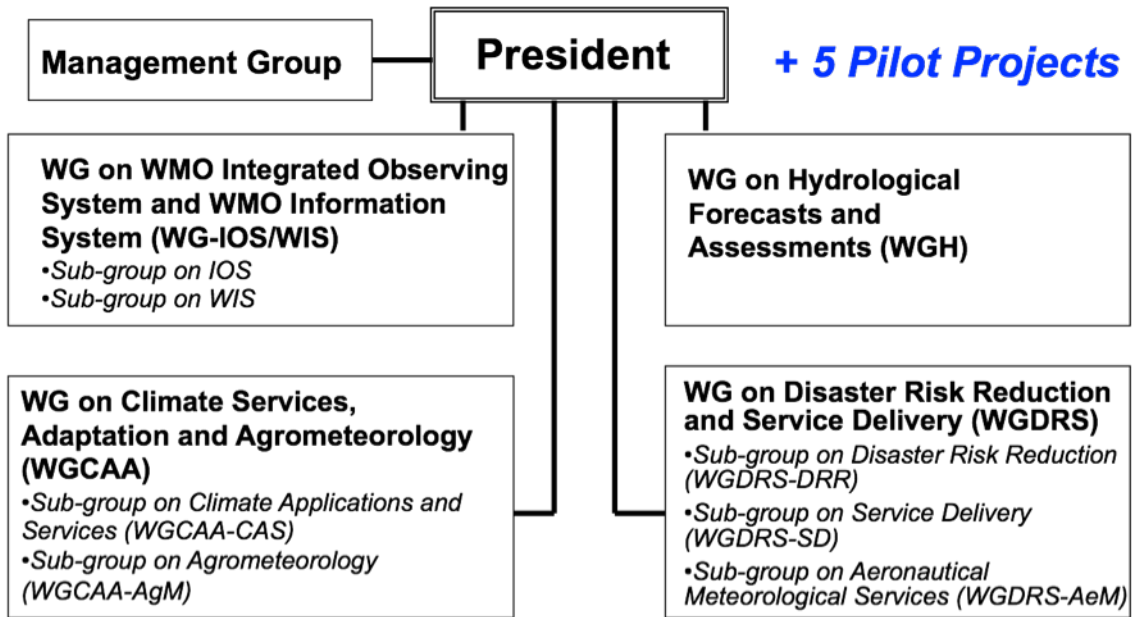 Management Group
President
+ 5 Pilot Projects
WG on WMO Integrated Observing
System and WMO Information
System (WG-IOS/WIS)
•Sub-group on IOS
•Sub-group on WIS
WG on Hydrological
Forecasts and
Assessments (WGH)
WG on Climate Services,
Adaptation and Agrometeorology
(WGCAA)
•Sub-group on Climate Applications and
Services (WGCAA-CAS)
•Sub-group on Agrometeorology
(WGCAA-AgM)
WG on Disaster Risk Reduction
and Service Delivery (WGDRS)
•Sub-group on Disaster Risk Reduction
(WGDRS-DRR)
•Sub-group on Service Delivery
(WGDRS-SD)
•Sub-group on Aeronautical
Meteorological Services (WGDRS-AeM)